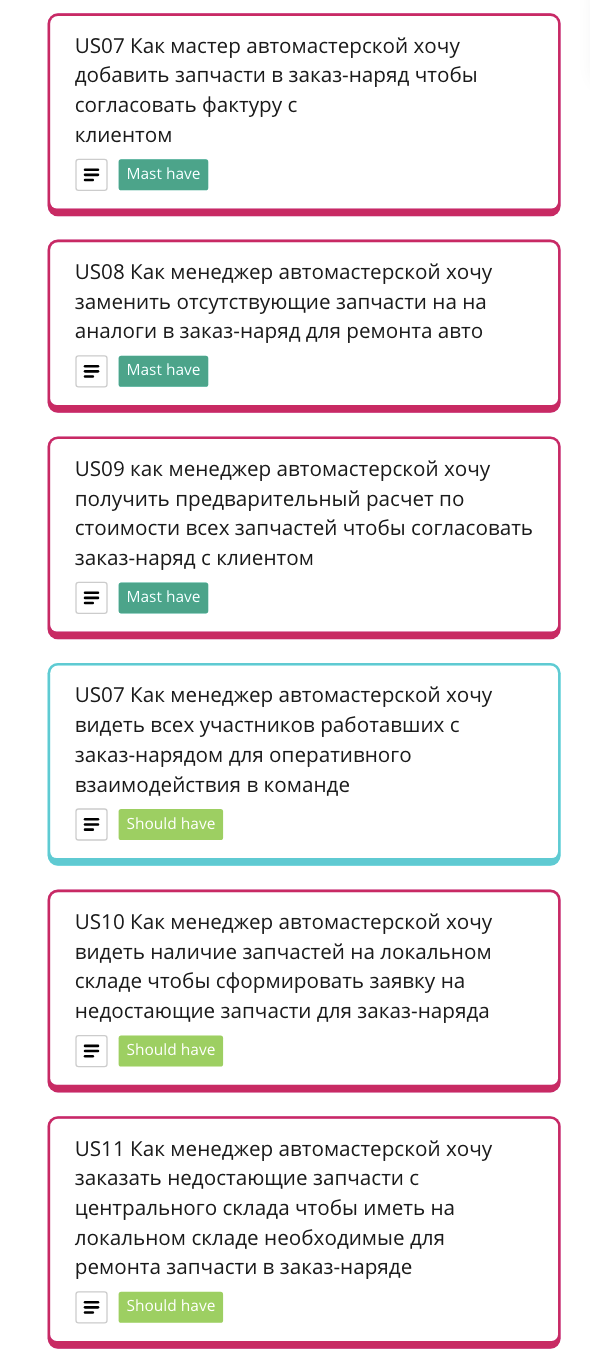 US07 Как мастер автомастерской хочу
добавить запчасти в заказ-наряд чтобы
согласовать фактуру с
клиентом
Mast have
US08 Как менеджер автомастерской хочу
заменить отсутствующие запчасти на на
аналоги в заказ-наряд для ремонта авто
Mast have
US09 как менеджер автомастерской хочу
получить предварительный расчет по
стоимости всех запчастей чтобы согласовать
заказ-наряд с клиентом
Mast have
US07 Как менеджер автомастерской хочу
видеть всех участников работавших с
заказ-нарядом для оперативного
взаимодействия в команде
Should have
US10 Как менеджер автомастерской хочу
видеть наличие запчастей на локальном
складе чтобы сформировать заявку на
недостающие запчасти для заказ-наряда
Should have
US11 Как менеджер автомастерской хочу
заказать недостающие запчасти с
центрального склада чтобы иметь на
локальном складе необходимые для
ремонта запчасти в заказ-наряде
Should have